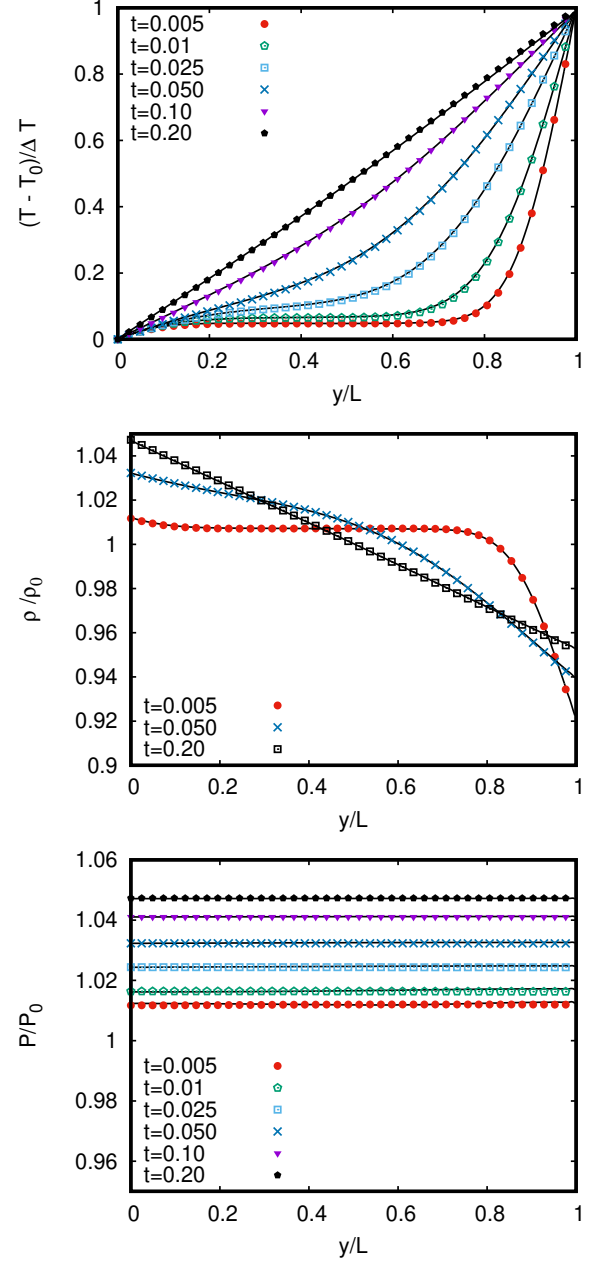 t=0.005
t=0.01
t=0.025
t=0.050
t=0.10
t=0.20
(T - T₀)/Δ T
1
0.8
0.6
0.4
0.2
0
0 0.2 0.4 0.6 0.8 1
y/L
ρ /ρ₀
1.04
1.02
1
0.98
0.96
0.94
0.92
0.9
t=0.005
t=0.050
t=0.20
0 0.2 0.4 0.6 0.8 1
y/L
P/P₀
1.06
1.04
1.02
1
0.98
0.96
t=0.005
t=0.01
t=0.025
t=0.050
t=0.10
t=0.20
0 0.2 0.4 0.6 0.8 1
y/L